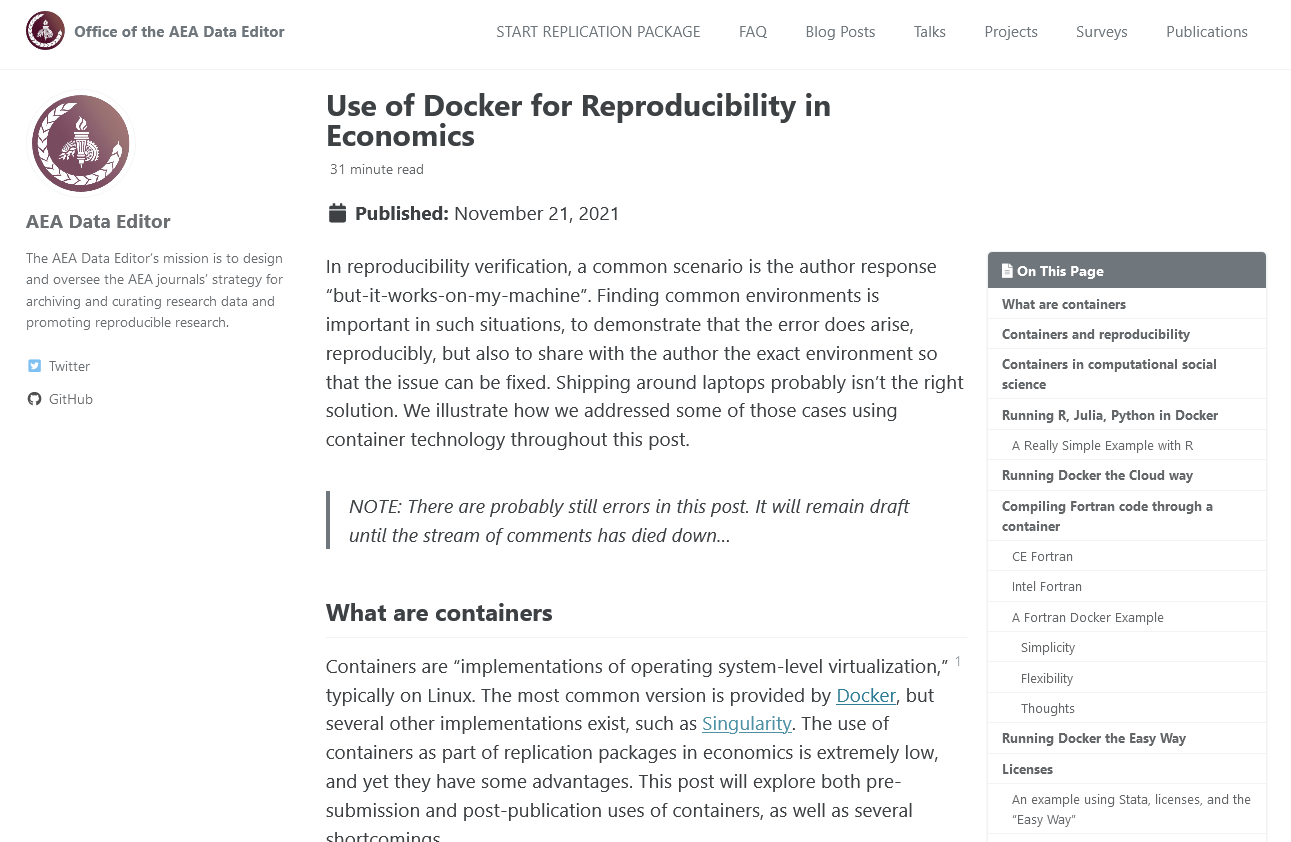 Office of the AEA Data Editor
START REPLICATION PACKAGE
FAQ
Blog Posts
Talks
Projects
Surveys
Publications
AEA Data Editor
The AEA Data Editor’s mission is to design
and oversee the AEA journals’ strategy for
archiving and curating research data and
promoting reproducible research.
Twitter
GitHub
Use of Docker for Reproducibility in
Economics
31 minute read
Published: November 21, 2021
In reproducibility verification, a common scenario is the author response
“but-it-works-on-my-machine”. Finding common environments is
important in such situations, to demonstrate that the error does arise,
reproducibly, but also to share with the author the exact environment so
that the issue can be fixed. Shipping around laptops probably isn’t the right
solution. We illustrate how we addressed some of those cases using
container technology throughout this post.
NOTE: There are probably still errors in this post. It will remain draft
until the stream of comments has died down…
What are containers
Containers are “implementations of operating system-level virtualization,” 1
typically on Linux. The most common version is provided by Docker, but
several other implementations exist, such as Singularity. The use of
containers as part of replication packages in economics is extremely low,
and yet they have some advantages. This post will explore both pre-
submission and post-publication uses of containers, as well as several
shortcomings.
On This Page
What are containers
Containers and reproducibility
Containers in computational social
science
Running R, Julia, Python in Docker
A Really Simple Example with R
Running Docker the Cloud way
Compiling Fortran code through a
container
CE Fortran
Intel Fortran
A Fortran Docker Example
Simplicity
Flexibility
Thoughts
Running Docker the Easy Way
Licenses
An example using Stata, licenses, and the
“Easy Way”